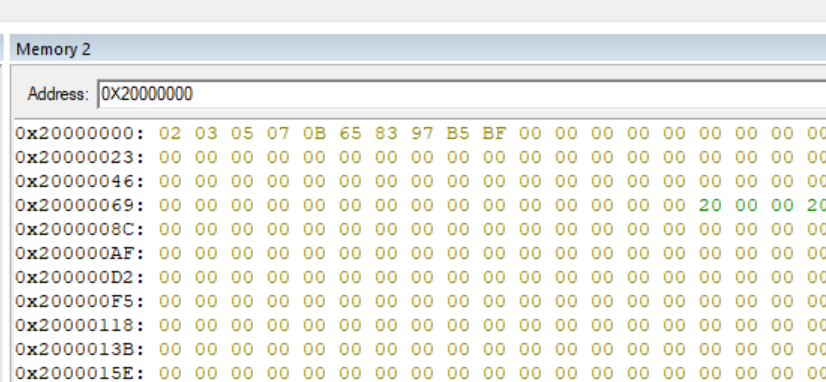 Memory 2
Address: 0X20000000
0x20000000: 02 03 05 07 0B 65 83 97 B5 BF 00 00 00 00 00 00 00 00 00
0x20000023: 00 00 00 00 00 00 00 00 00 00 00 00 00 00 00 00 00 00 00
0x20000046: 00 00 00 00 00 00 00 00 00 00 00 00 00 00 00 00 00 00 00
0x20000069: 00 00 00 00 00 00 00 00 00 00 00 00 00 00 00 20 00 00 20
0x2000008C: 00 00 00 00 00 00 00 00 00 00 00 00 00 00 00 00 00 00 00
0x200000AF: 00 00 00 00 00 00 00 00 00 00 00 00 00 00 00 00 00 00 00
0x200000D2: 00 00 00 00 00 00 00 00 00 00 00 00 00 00 00 00 00 00 00
0x200000F5: 00 00 00 00 00 00 00 00 00 00 00 00 00 00 00 00 00 00 00
0x20000118: 00 00 00 00 00 00 00 00 00 00 00 00 00 00 00 00 00 00 00
0x2000013B: 00 00 00 00 00 00 00 00 00 00 00 00 00 00 00 00 00 00 00
0x2000015E: 00 00 00 00 00 00 00 00 00 00 00 00 00 00 00 00 00 00 00